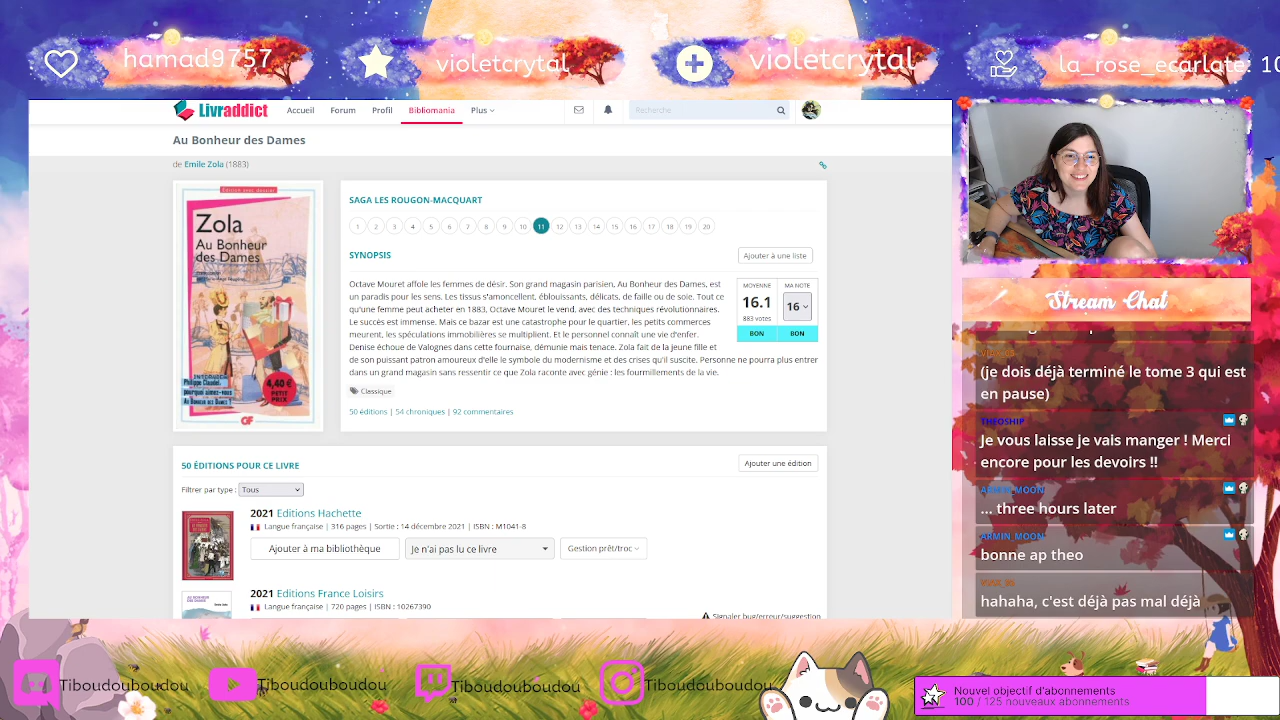 hamad9757
violetcrytal
violetcrytal
la_rose_ecarlate: 10
Livraddict
Accueil
Forum
Profil
Bibliomania
Plus
Recherche
Au Bonheur des Dames
de Emile Zola (1883)
Édition avec dossier
Zola
Au Bonheur
des Dames
INTERVIEW
Philippe Claudel,
pourquoi aimez-vous
Au Bonheur des Dames ?
4,40 €
PETIT
PRIX
GF
SAGA LES ROUGON-MACQUART
1 2 3 4 5 6 7 8 9 10 11 12 13 14 15 16 17 18 19 20
SYNOPSIS
Ajouter à une liste
Octave Mouret affole les femmes de désir. Son grand magasin parisien, Au Bonheur des Dames, est
un paradis pour les sens. Les tissus s'amoncellent, éblouissants, délicats, de faille ou de soie. Tout ce
qu'une femme peut acheter en 1883, Octave Mouret le vend, avec des techniques révolutionnaires.
Le succès est immense. Mais ce bazar est une catastrophe pour le quartier, les petits commerces
meurent, les spéculations immobilières se multiplient. Et le personnel connaît une vie d'enfer.
Denise échoue de Valognes dans cette fournaise, démunie mais tenace. Zola fait de la jeune fille et
de son puissant patron amoureux d'elle le symbole du modernisme et des crises qu'il suscite. Personne ne pourra plus entrer
dans un grand magasin sans ressentir ce que Zola raconte avec génie : les fourmillements de la vie.
MOYENNE
16.1
883 votes
BON
MA NOTE
16
BON
Classique
50 éditions | 54 chroniques | 92 commentaires
50 ÉDITIONS POUR CE LIVRE
Ajouter une édition
Filtrer par type : Tous
2021 Editions Hachette
Langue française | 316 pages | Sortie : 14 décembre 2021 | ISBN : M1041-8
Ajouter à ma bibliothèque
Je n'ai pas lu ce livre
Gestion prêt/troc
2021 Editions France Loisirs
Langue française | 720 pages | ISBN : 10267390
Signaler bug/erreur/suggestion
Stream Chat
(je dois déjà terminé le tome 3 qui est
en pause)
THEOSHIP
Je vous laisse je vais manger ! Merci
encore pour les devoirs !!
ARMIN_MOON
... three hours later
ARMIN_MOON
bonne ap theo
hahaha, c'est déjà pas mal déjà
Tiboudouboudou
Tiboudouboudou
Tiboudouboudou
Tiboudouboudou
Nouvel objectif d'abonnements
100 / 125 nouveaux abonnements